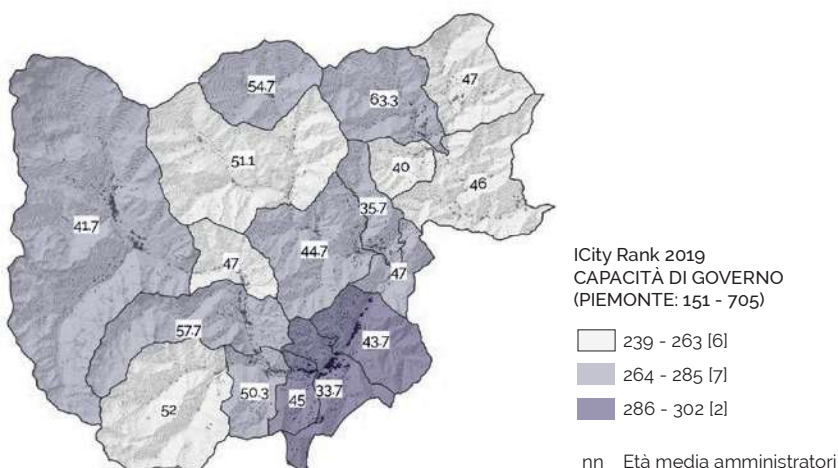 47
54.7
63.3
51.1
40
46
35.7
41.7
44.7
47
47
57.7
43.7
50.3
45
33.7
52
ICity Rank 2019
CAPACITÀ DI GOVERNO
(PIEMONTE: 151 - 705)
239 - 263 [6]
264 - 285 [7]
286 - 302 [2]
nn Età media amministratori